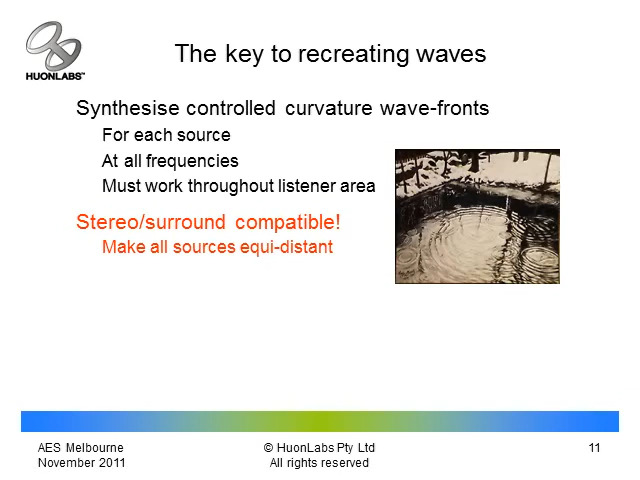 HUONLABS™
The key to recreating waves
Synthesise controlled curvature wave-fronts
For each source
At all frequencies
Must work throughout listener area
Stereo/surround compatible!
Make all sources equi-distant
AES Melbourne
November 2011
© HuonLabs Pty Ltd
All rights reserved
11